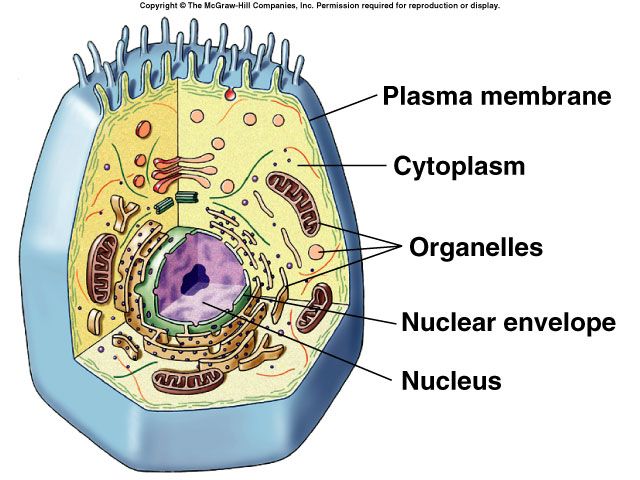 Copyright © The McGraw-Hill Companies, Inc. Permission required for reproduction or display.
Plasma membrane
Cytoplasm
Organelles
Nuclear envelope
Nucleus